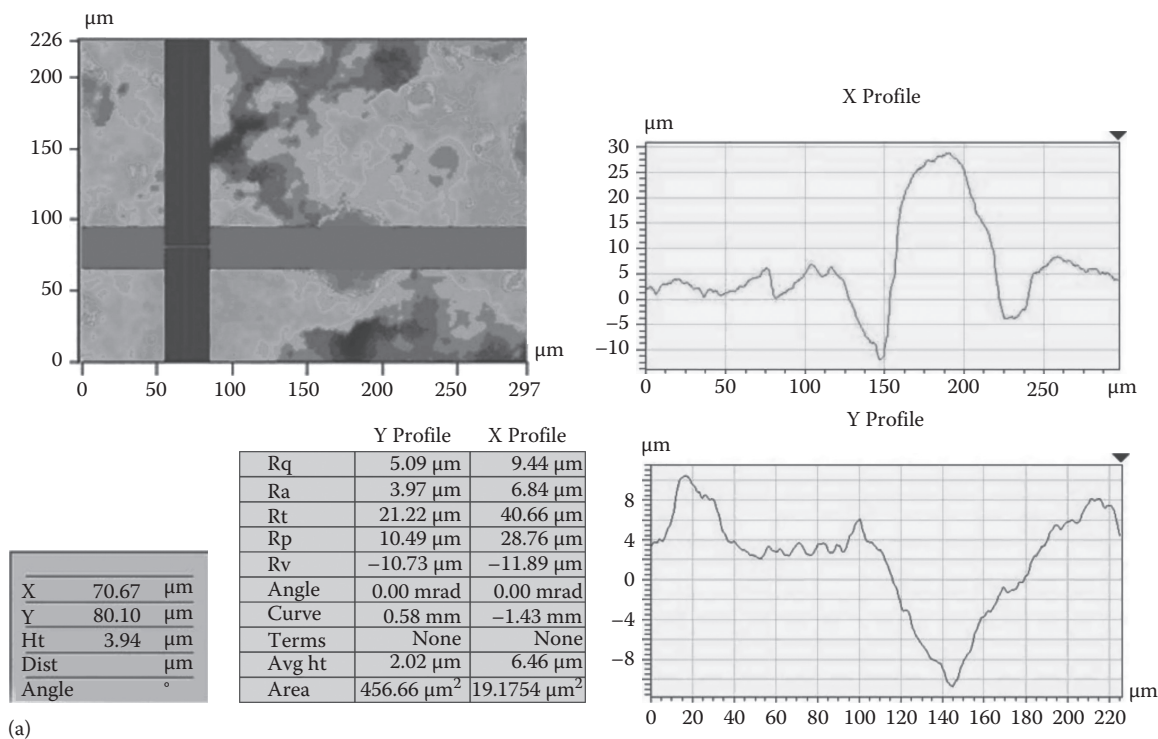 μm
226
200
150
100
50
0
μm
0 50 100 150 200 250 297
X Profile
μm
30
25
20
15
10
5
0
−5
−10
0 50 100 150 200 250 μm
Y Profile
μm
8
4
0
−4
−8
μm
0 20 40 60 80 100 120 140 160 180 200 220
Y Profile X Profile
Rq 5.09 μm 9.44 μm
Ra 3.97 μm 6.84 μm
Rt 21.22 μm 40.66 μm
Rp 10.49 μm 28.76 μm
Rv −10.73 μm −11.89 μm
Angle 0.00 mrad 0.00 mrad
Curve 0.58 mm −1.43 mm
Terms None None
Avg ht 2.02 μm 6.46 μm
Area 456.66 μm² 19.1754 μm²
X 70.67 μm
Y 80.10 μm
Ht 3.94 μm
Dist μm
Angle °
(a)